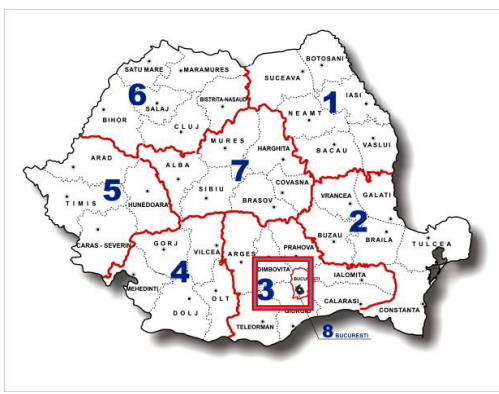 BOTOSANI
SATU MARE
MARAMURES
SUCEAVA
6
1
IASI
BISTRITA-NASAUD
SALAJ
BIHOR
NEAMT
CLUJ
MURES
VASLUI
HARGHITA
BACAU
ARAD
ALBA
7
COVASNA
5
SIBIU
VRANCEA
GALATI
TIMIS
HUNEDOARA
BRASOV
2
BUZAU
BRAILA
TULCEA
CARAS - SEVERIN
GORJ
VILCEA
ARGES
PRAHOVA
4
DIMBOVITA
IALOMITA
3
MEHEDINTI
OLT
CALARASI
DOLJ
GIURGIU
CONSTANTA
TELEORMAN
8 BUCURESTI